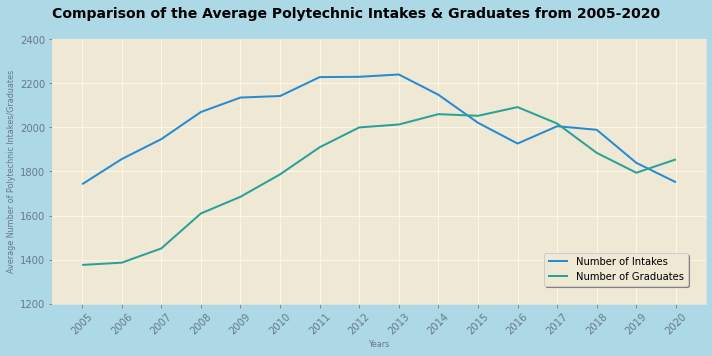 Comparison of the Average Polytechnic Intakes & Graduates from 2005-2020
Average Number of Polytechnic Intakes/Graduates
2400
2200
2000
1800
1600
1400
1200
Number of Intakes
Number of Graduates
2005 2006 2007 2008 2009 2010 2011 2012 2013 2014 2015 2016 2017 2018 2019 2020
Years